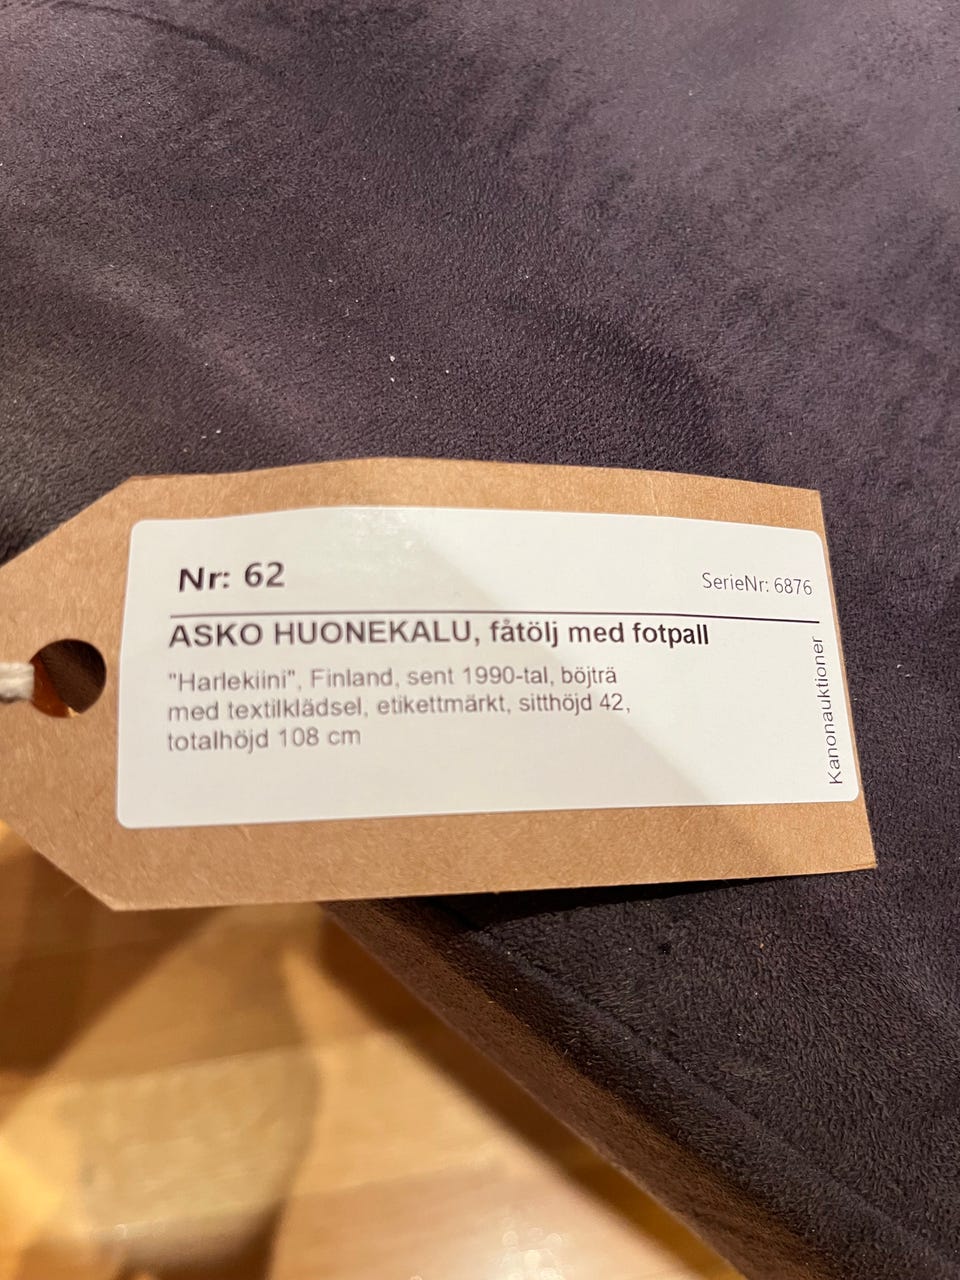 Nr: 62
SerieNr: 6876
ASKO HUONEKALU, fåtölj med fotpall
"Harlekiini", Finland, sent 1990-tal, böjträ
med textilklädsel, etikettmärkt, sitthöjd 42,
totalhöjd 108 cm
Kanonauktioner